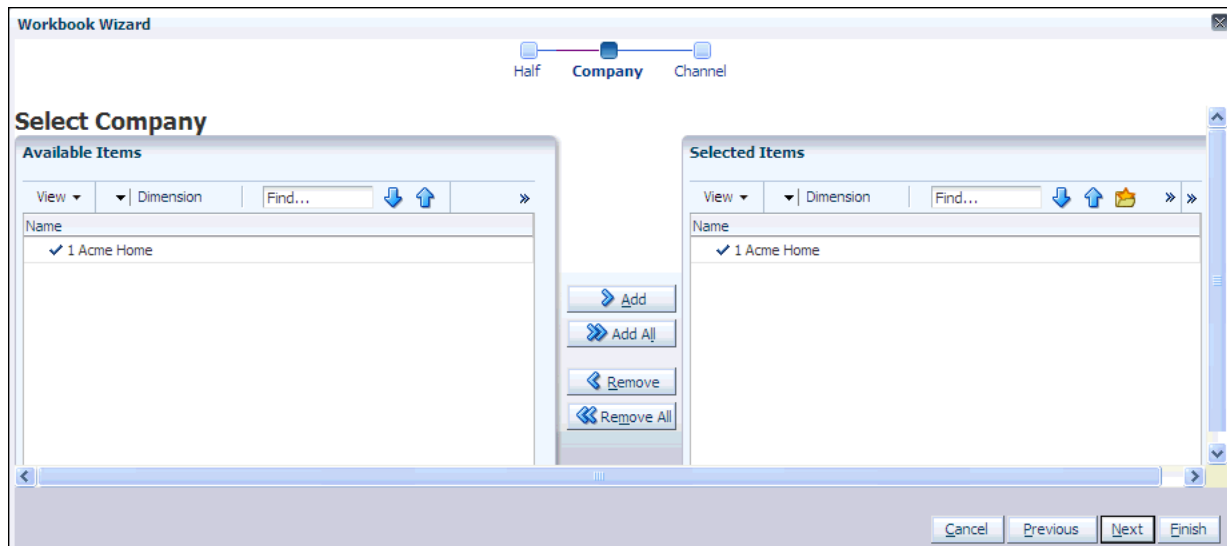 Workbook Wizard
Half Company Channel
Select Company
Available Items
View Dimension Find... »
Name
1 Acme Home
Add
Add All
Remove
Remove All
Selected Items
View Dimension Find... » »
Name
1 Acme Home
Cancel Previous Next Finish